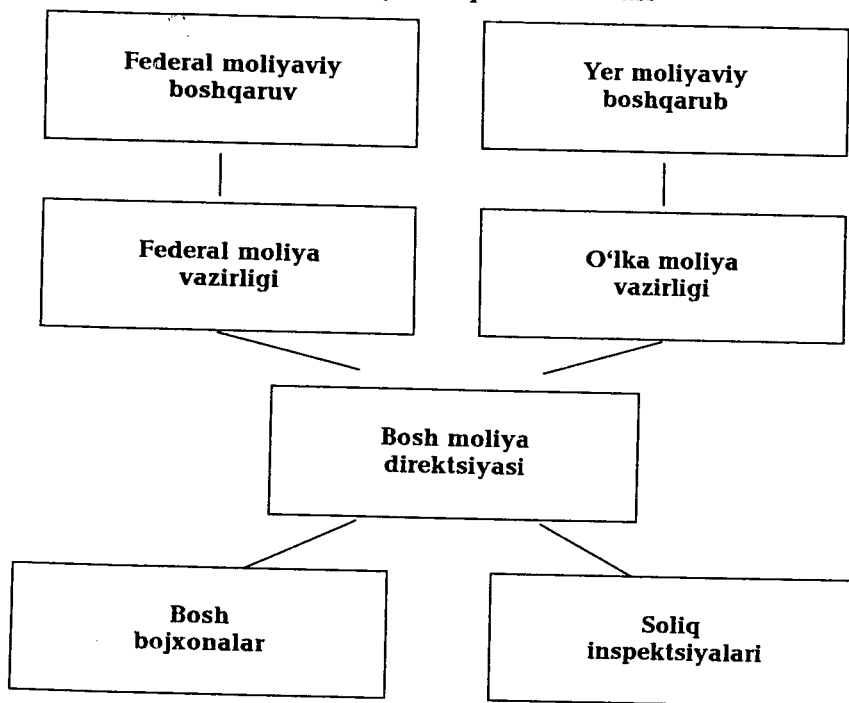 Federal moliyaviy
boshqaruv
Yer moliyaviy
boshqarub
Federal moliya
vazirligi
O‘lka moliya
vazirligi
Bosh moliya
direktsiyasi
Bosh
bojxonalar
Soliq
inspektsiyalari